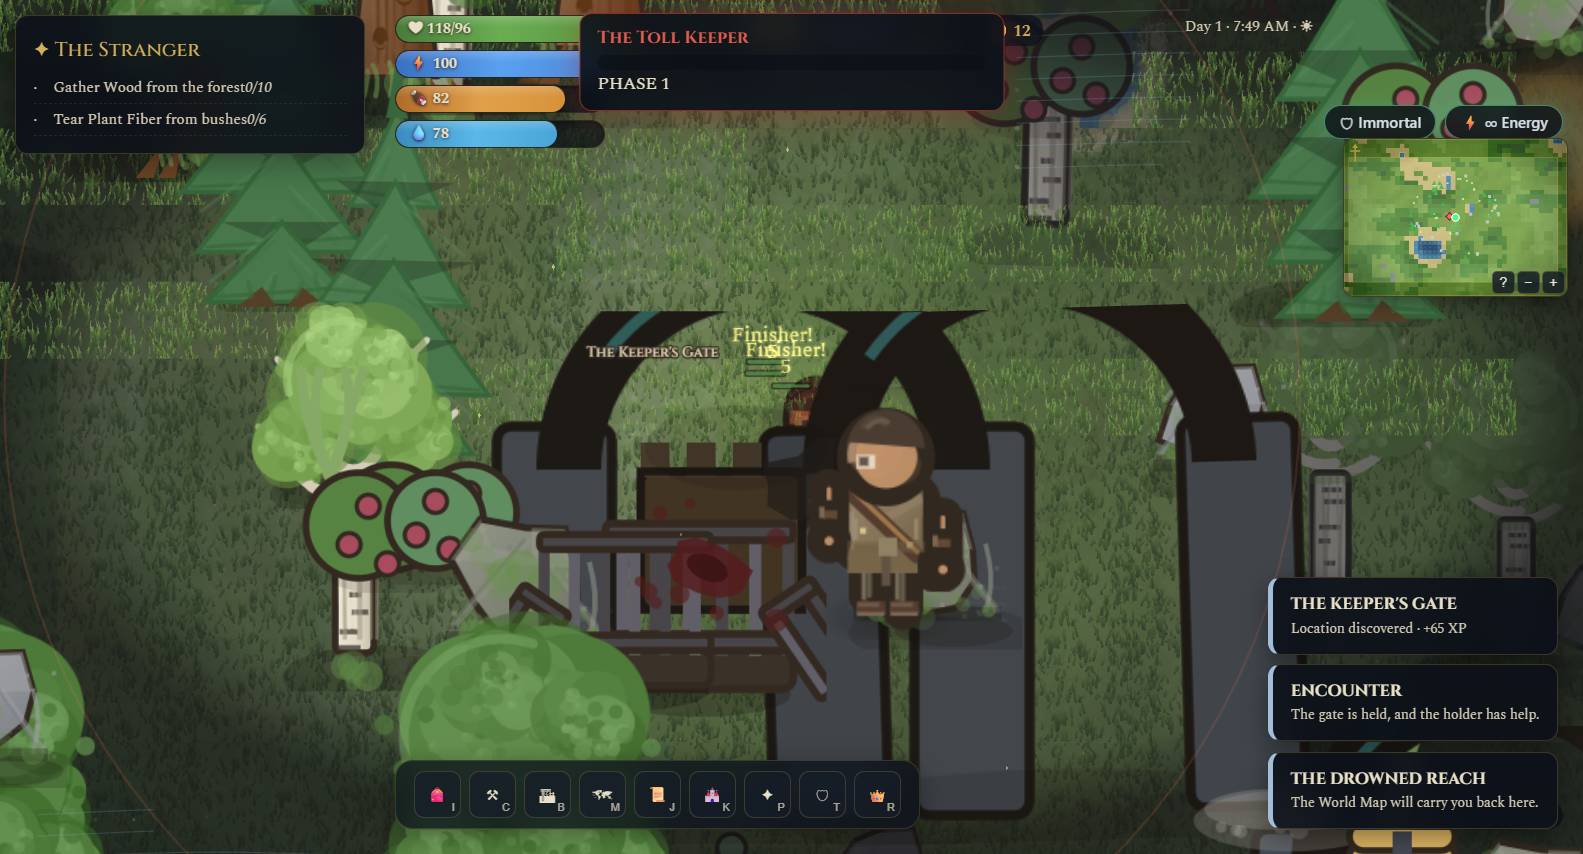 THE STRANGER
Gather Wood from the forest0/10
Tear Plant Fiber from bushes0/6
118/96
100
82
78
THE TOLL KEEPER
PHASE 1
12
Day 1 · 7:49 AM ·
Immortal
∞ Energy
? − +
THE KEEPER'S GATE
Finisher!
Finisher!
5
THE KEEPER'S GATE
Location discovered · +65 XP
ENCOUNTER
The gate is held, and the holder has help.
THE DROWNED REACH
The World Map will carry you back here.
I C B M J K P T R